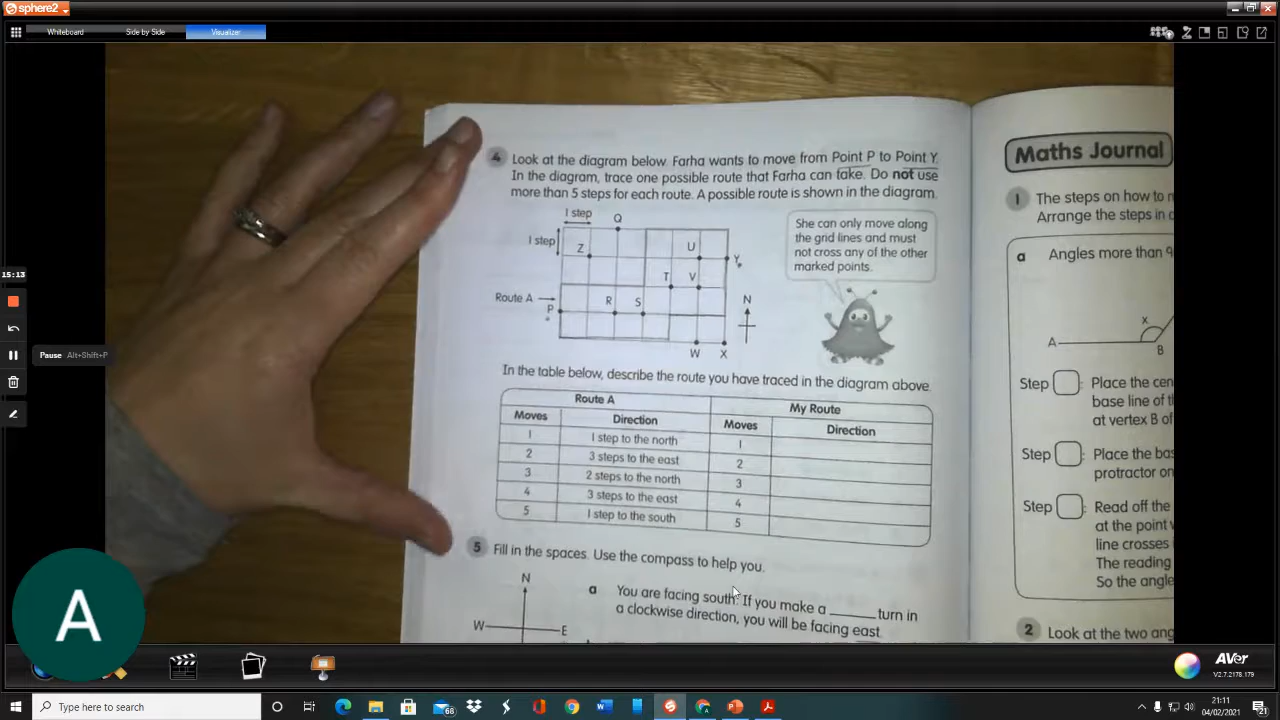 sphere2
Whiteboard
Side by Side
Visualizer
15:13
Pause Alt+Shift+P
A
4 Look at the diagram below. Farha wants to move from Point P to Point Y.
In the diagram, trace one possible route that Farha can take. Do not use
more than 5 steps for each route. A possible route is shown in the diagram.
1 step
Q
1 step
Z
U
Y
T
V
Route A
P
R
S
N
W
X
She can only move along
the grid lines and must
not cross any of the other
marked points.
In the table below, describe the route you have traced in the diagram above.
Route A
My Route
Moves
Direction
Moves
Direction
1
1 step to the north
1
2
3 steps to the east
2
3
2 steps to the north
3
4
3 steps to the east
4
5
1 step to the south
5
5 Fill in the spaces. Use the compass to help you.
N
W
E
a You are facing south. If you make a ______ turn in
a clockwise direction, you will be facing east.
Maths Journal
1 The steps on how to
Arrange the steps in
a Angles more than
x
A
B
Step : Place the cen
base line of
at vertex B of
Step : Place the bas
protractor on
Step : Read off the
at the point
line crosses
The reading
So the angle
2 Look at the two ang
AVer
V2.7.2178.179
Type here to search
68
21:11
04/02/2021
21